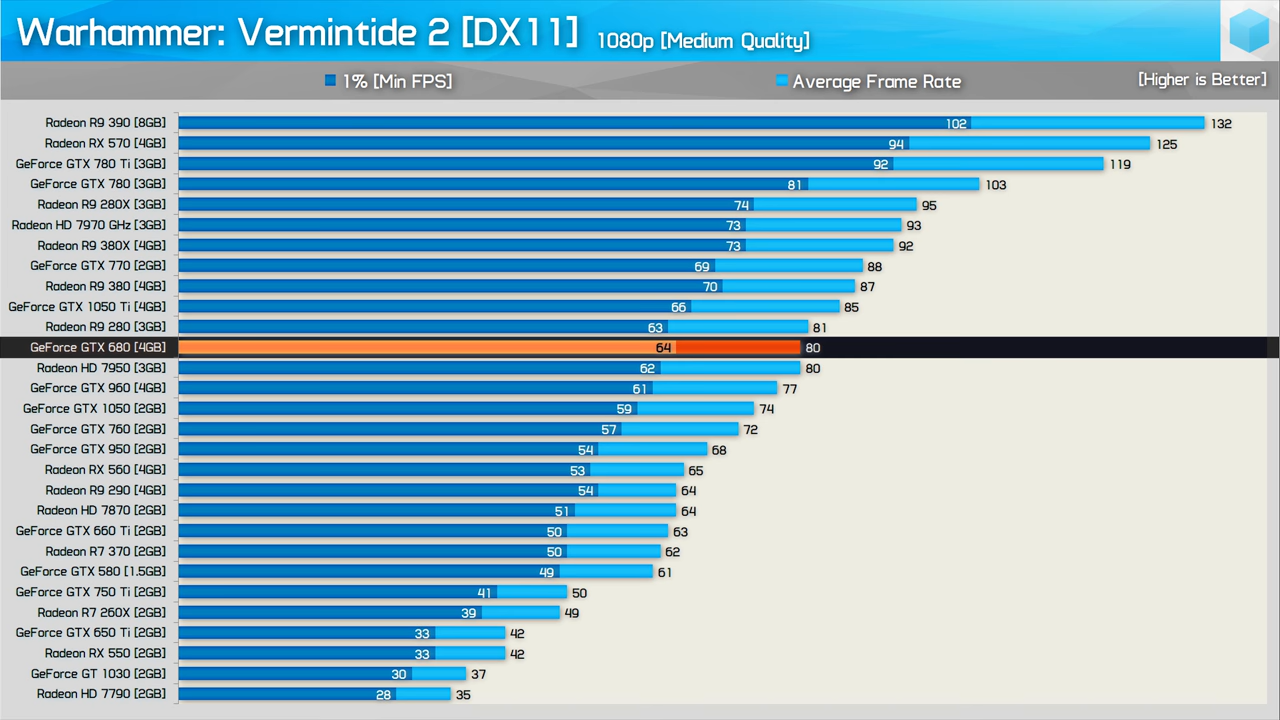 Warhammer: Vermintide 2 [DX11] 1080p [Medium Quality]
1% [Min FPS] Average Frame Rate [Higher is Better]
Radeon R9 390 [8GB] 102 132
Radeon RX 570 [4GB] 94 125
GeForce GTX 780 Ti [3GB] 92 119
GeForce GTX 780 [3GB] 81 103
Radeon R9 280X [3GB] 74 95
Radeon HD 7970 GHz [3GB] 73 93
Radeon R9 380X [4GB] 73 92
GeForce GTX 770 [2GB] 69 88
Radeon R9 380 [4GB] 70 87
GeForce GTX 1050 Ti [4GB] 66 85
Radeon R9 280 [3GB] 63 81
GeForce GTX 680 [4GB] 64 80
Radeon HD 7950 [3GB] 62 80
GeForce GTX 960 [4GB] 61 77
GeForce GTX 1050 [2GB] 59 74
GeForce GTX 760 [2GB] 57 72
GeForce GTX 950 [2GB] 54 68
Radeon RX 560 [4GB] 53 65
Radeon R9 290 [4GB] 54 64
Radeon HD 7870 [2GB] 51 64
GeForce GTX 660 Ti [2GB] 50 63
Radeon R7 370 [2GB] 50 62
GeForce GTX 580 [1.5GB] 49 61
GeForce GTX 750 Ti [2GB] 41 50
Radeon R7 260X [2GB] 39 49
GeForce GTX 650 Ti [2GB] 33 42
Radeon RX 550 [2GB] 33 42
GeForce GT 1030 [2GB] 30 37
Radeon HD 7790 [2GB] 28 35